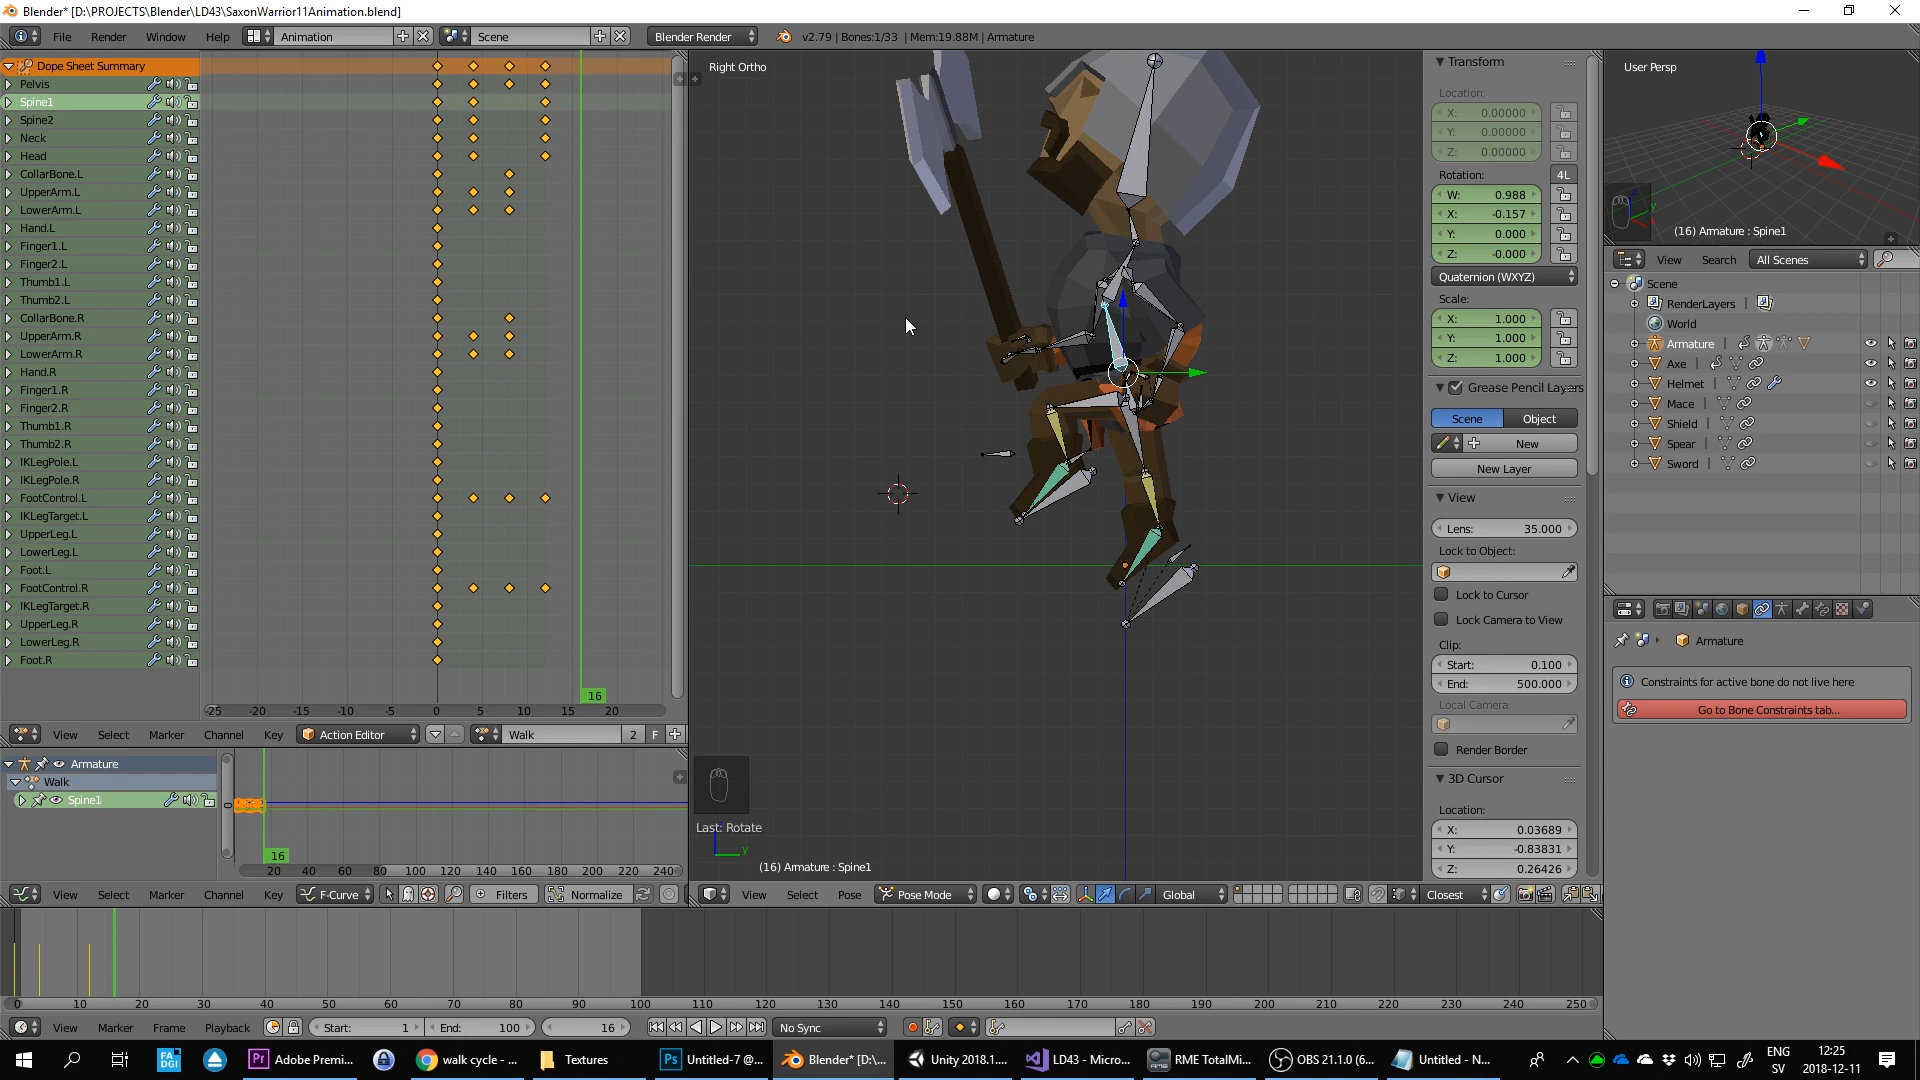 Blender* [D:\PROJECTS\Blender\LD43\SaxonWarrior11Animation.blend]
File Render Window Help Animation Scene Blender Render v2.79 | Bones:1/33 | Mem:19.88M | Armature
Dope Sheet Summary
Pelvis
Spine1
Spine2
Neck
Head
CollarBone.L
UpperArm.L
LowerArm.L
Hand.L
Finger1.L
Finger2.L
Thumb1.L
Thumb2.L
CollarBone.R
UpperArm.R
LowerArm.R
Hand.R
Finger1.R
Finger2.R
Thumb1.R
Thumb2.R
IKLegPole.L
IKLegPole.R
FootControl.L
IKLegTarget.L
UpperLeg.L
LowerLeg.L
Foot.L
FootControl.R
IKLegTarget.R
UpperLeg.R
LowerLeg.R
Foot.R
16
-25 -20 -15 -10 -5 0 5 10 15 20
View Select Marker Channel Key Action Editor Walk 2 F
Armature
Walk
Spine1
0
16
20 40 60 80 100 120 140 160 180 200 220 240
View Select Marker Channel Key F-Curve Filters Normalize
Right Ortho
Last: Rotate
y
(16) Armature : Spine1
View Select Pose Pose Mode Global Closest
Transform
Location:
X: 0.00000
Y: 0.00000
Z: 0.00000
Rotation: 4L
W: 0.988
X: -0.157
Y: 0.000
Z: -0.000
Quaternion (WXYZ)
Scale:
X: 1.000
Y: 1.000
Z: 1.000
Grease Pencil Layers
Scene Object
New
New Layer
View
Lens: 35.000
Lock to Object:
Lock to Cursor
Lock Camera to View
Clip:
Start: 0.100
End: 500.000
Local Camera:
Render Border
3D Cursor
Location:
X: 0.03689
Y: -0.83831
Z: 0.26426
User Persp
(16) Armature : Spine1
View Search All Scenes
Scene
RenderLayers
World
Armature
Axe
Helmet
Mace
Shield
Spear
Sword
Armature
Constraints for active bone do not live here
Go to Bone Constraints tab...
0 10 20 30 40 50 60 70 80 90 100 110 120 130 140 150 160 170 180 190 200 210 220 230 240 250
View Marker Frame Playback Start: 1 End: 100 16 No Sync
FA DG! Pr Adobe Premi... walk cycle - ... Textures Ps Untitled-7 @... Blender* [D:\... Unity 2018.1.... LD43 - Micro... RME TotalMi... OBS 21.1.0 (6... Untitled - N...
ENG
SV
12:25
2018-12-11